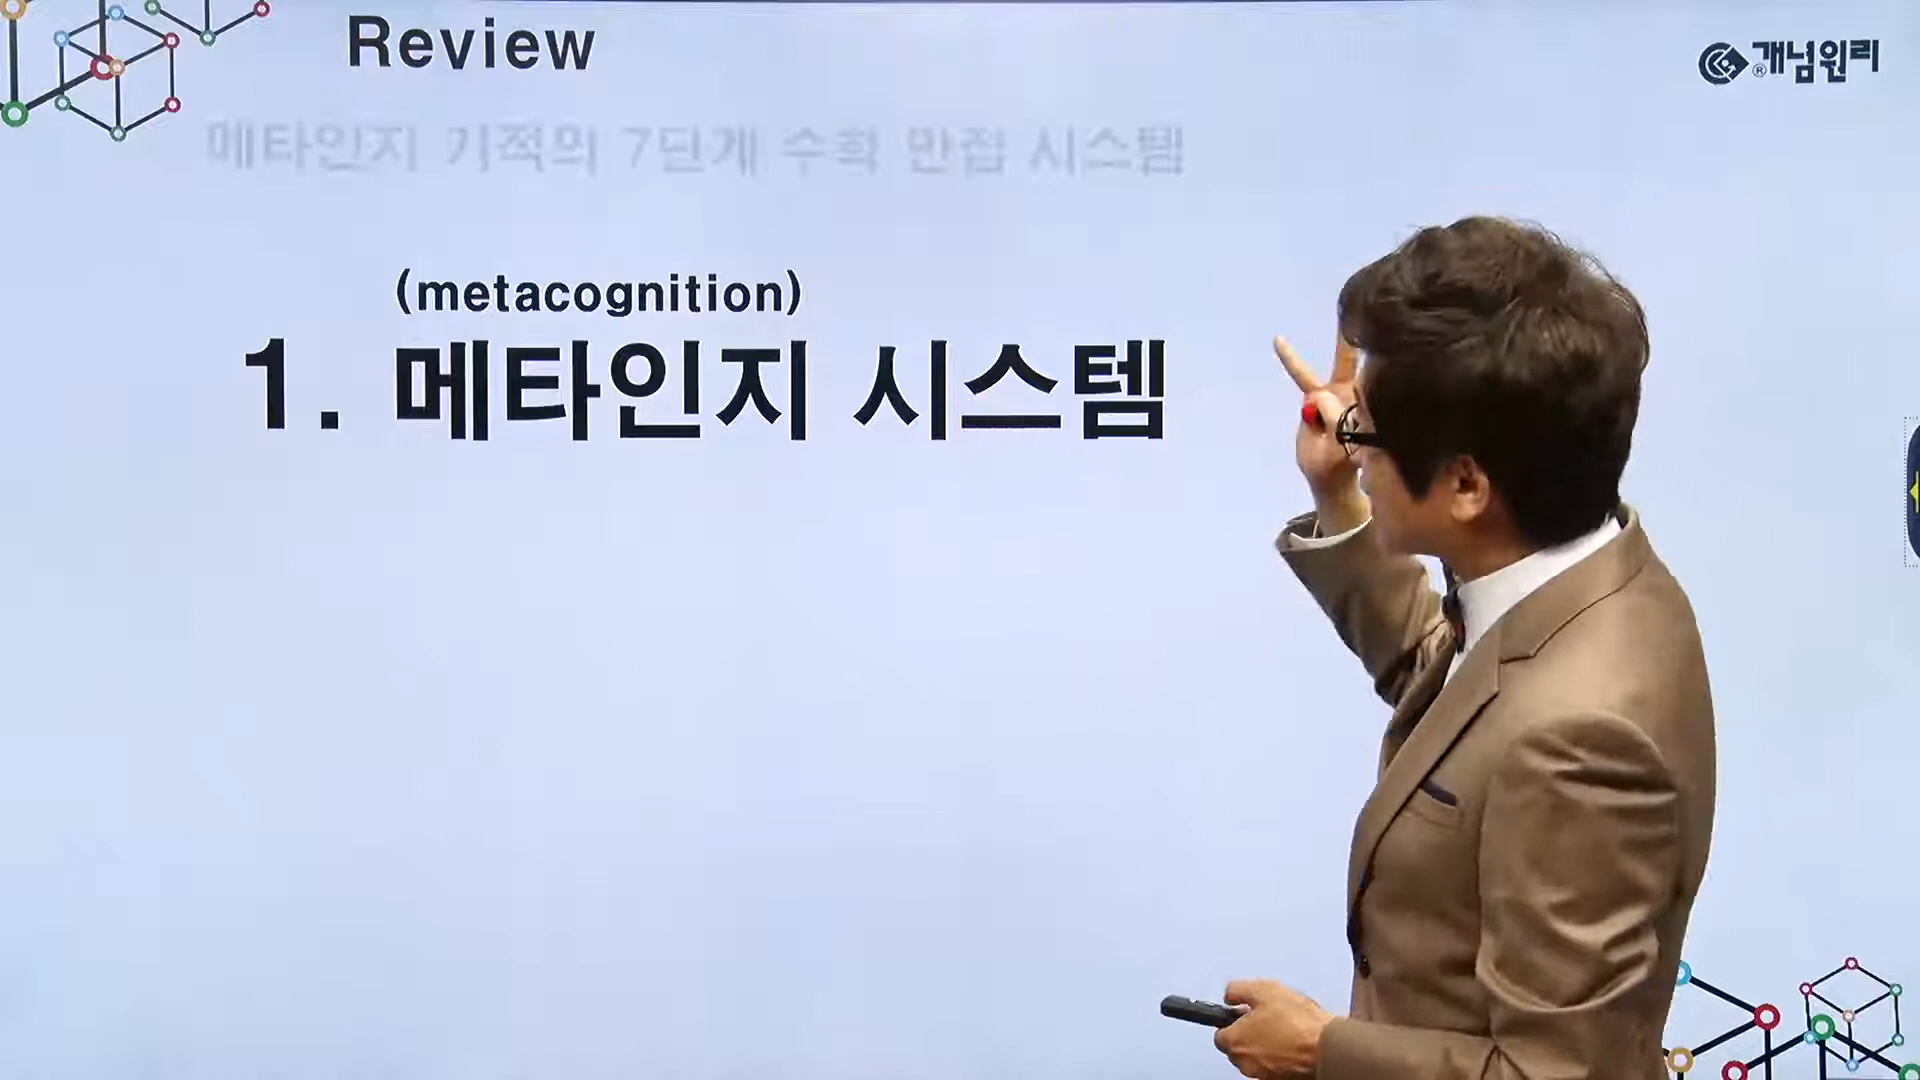 Review
개념원리
®
메타인지 기적의 7단계 수학 만점 시스템
(metacognition)
1. 메타인지 시스템